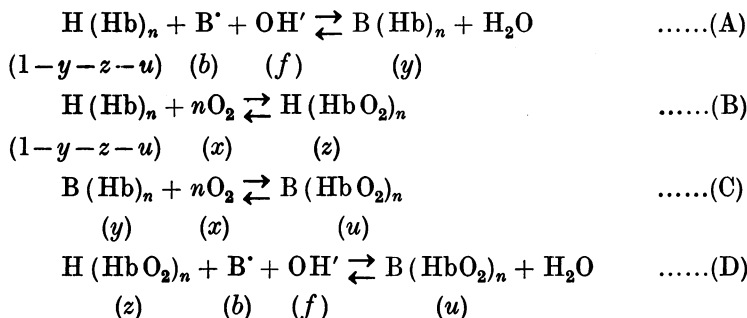 H (Hb)ₙ + B˙ + OH′ ⇄ B (Hb)ₙ + H₂O ......(A)
(1−y−z−u) (b) (f) (y)
H (Hb)ₙ + nO₂ ⇄ H (HbO₂)ₙ ......(B)
(1−y−z−u) (x) (z)
B (Hb)ₙ + nO₂ ⇄ B (HbO₂)ₙ ......(C)
(y) (x) (u)
H (HbO₂)ₙ + B˙ + OH′ ⇄ B (HbO₂)ₙ + H₂O ......(D)
(z) (b) (f) (u)